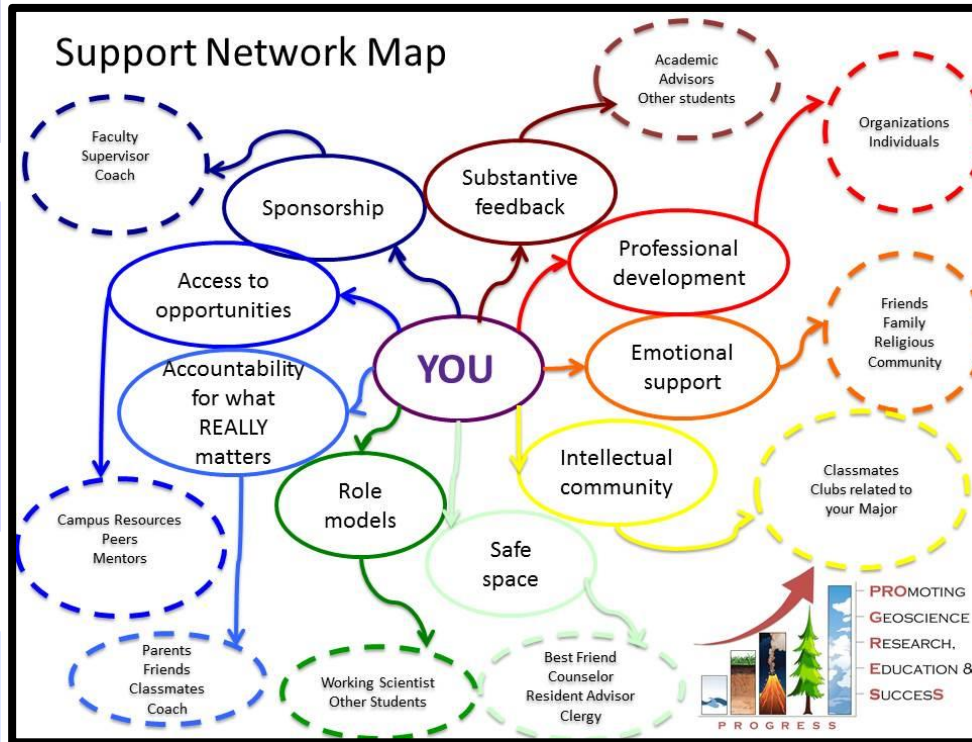 Support Network Map
Academic
Advisors
Other students
Organizations
Individuals
Faculty
Supervisor
Coach
Sponsorship
Substantive
feedback
Professional
development
Access to
opportunities
YOU
Emotional
support
Friends
Family
Religious
Community
Accountability
for what
REALLY
matters
Intellectual
community
Classmates
Clubs related to
your Major
Role
models
Safe
space
Campus Resources
Peers
Mentors
Parents
Friends
Classmates
Coach
Working Scientist
Other Students
Best Friend
Counselor
Resident Advisor
Clergy
PROMOTING
GEOSCIENCE
RESEARCH,
EDUCATION &
SUCCESS
PROGRESS